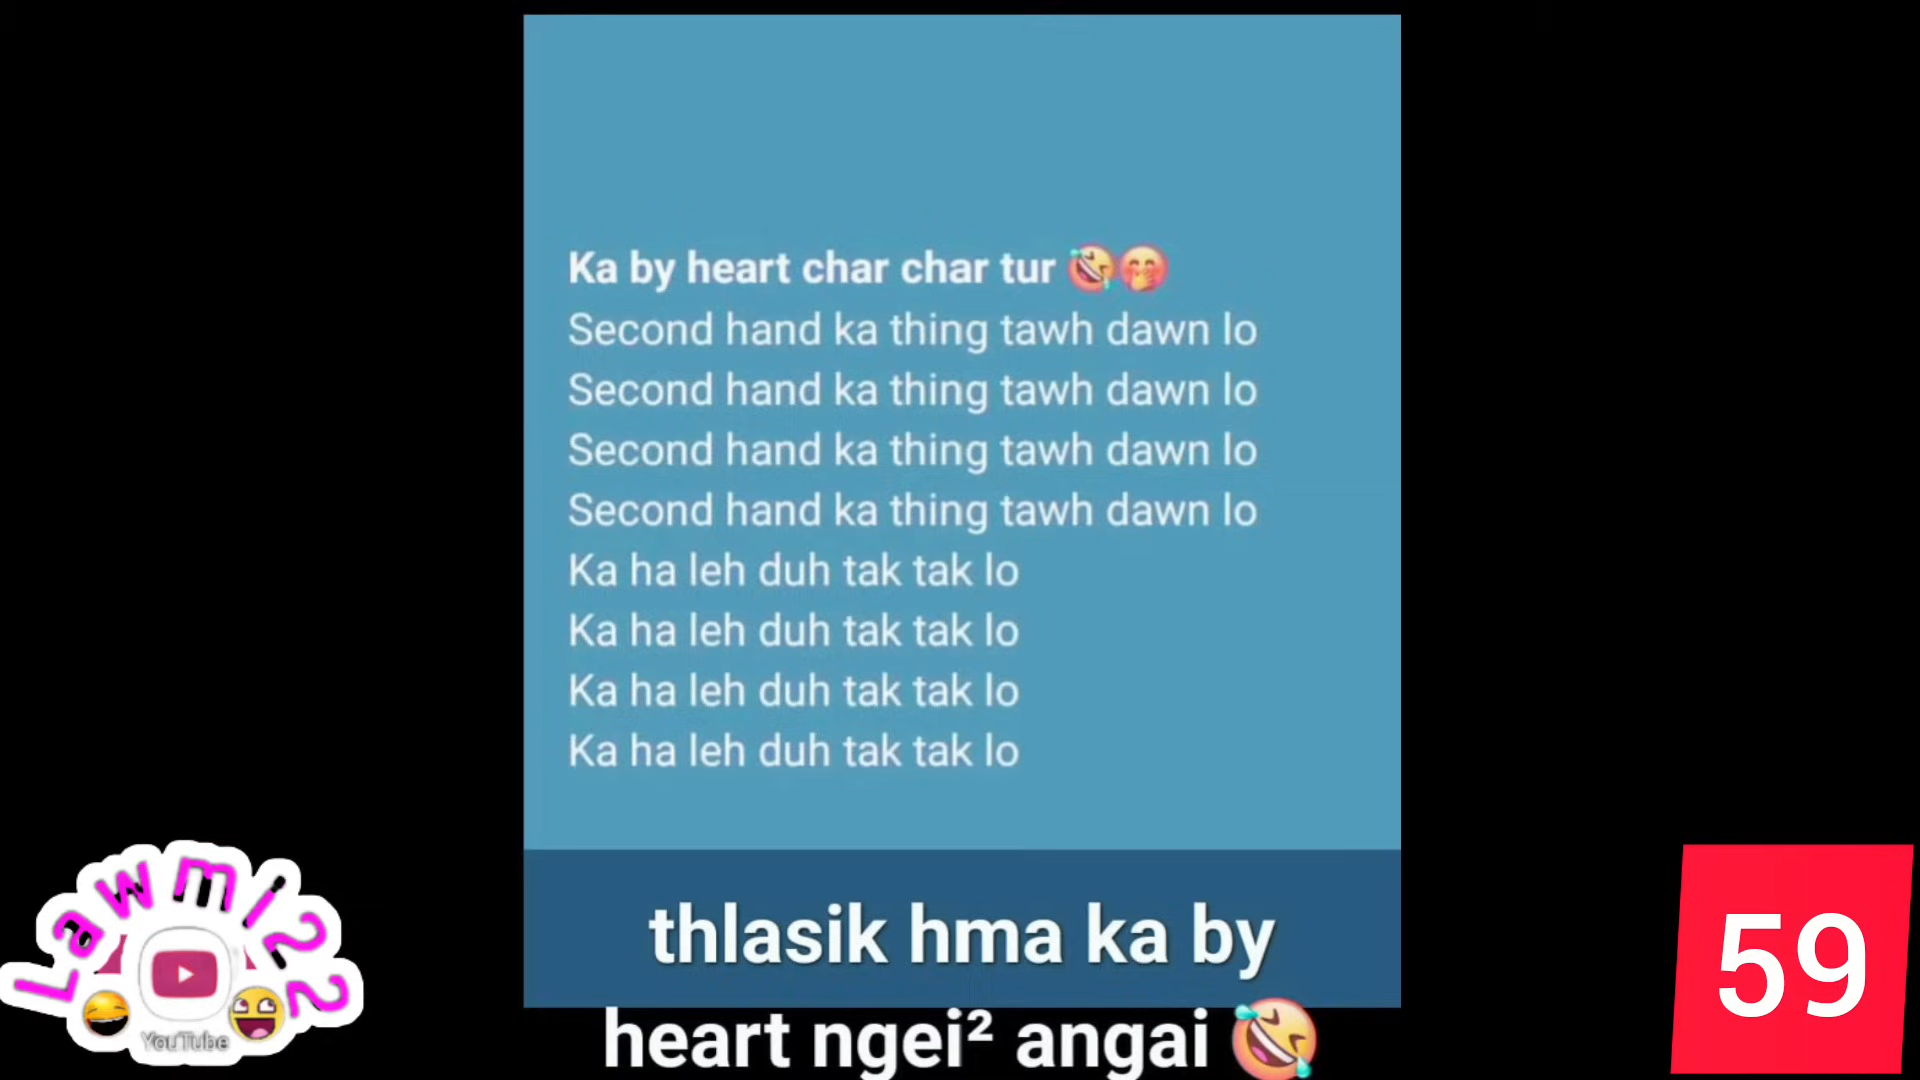 Ka by heart char char tur 🤣🤭
Second hand ka thing tawh dawn lo
Second hand ka thing tawh dawn lo
Second hand ka thing tawh dawn lo
Second hand ka thing tawh dawn lo
Ka ha leh duh tak tak lo
Ka ha leh duh tak tak lo
Ka ha leh duh tak tak lo
Ka ha leh duh tak tak lo
thlasik hma ka by
heart ngei² angai 🤣
Lawmi22
YouTube
59